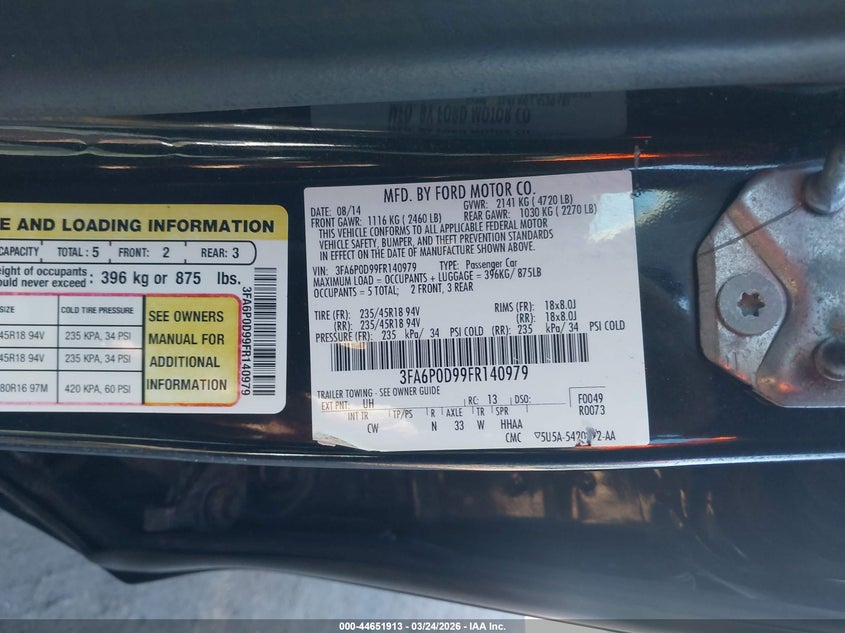 MFD. BY FORD MOTOR CO.
DATE: 08/14 GVWR: 2141 KG ( 4720 LB)
FRONT GAWR: 1116 KG ( 2460 LB) REAR GAWR: 1030 KG ( 2270 LB)
THIS VEHICLE CONFORMS TO ALL APPLICABLE FEDERAL MOTOR
VEHICLE SAFETY, BUMPER, AND THEFT PREVENTION STANDARDS
IN EFFECT ON THE DATE OF MANUFACTURE SHOWN ABOVE.
VIN: 3FA6P0D99FR140979 TYPE: Passenger Car
MAXIMUM LOAD = OCCUPANTS + LUGGAGE = 396KG/ 875LB
OCCUPANTS = 5 TOTAL; 2 FRONT, 3 REAR
TIRE (FR): 235/45R18 94V RIMS (FR): 18x8.0J
(RR): 235/45R18 94V (RR): 18x8.0J
PRESSURE (FR): 235 kPa/ 34 PSI COLD (RR): 235 kPa/ 34 PSI COLD
3FA6P0D99FR140979
TRAILER TOWING - SEE OWNER GUIDE
EXT PNT: UH RC: 13 DSO: F0049
R0073
INT TR TP/PS R AXLE TR SPR
CW N 33 W HHAA
CMC
E AND LOADING INFORMATION
CAPACITY TOTAL : 5 FRONT: 2 REAR: 3
eight of occupants
ould never exceed : 396 kg or 875 lbs.
SIZE COLD TIRE PRESSURE
45R18 94V 235 KPA, 34 PSI
45R18 94V 235 KPA, 34 PSI
80R16 97M 420 KPA, 60 PSI
SEE OWNERS
MANUAL FOR
ADDITIONAL
INFORMATION
3FA6P0D99FR140979
000-44651913 - 03/24/2026 - IAA Inc.